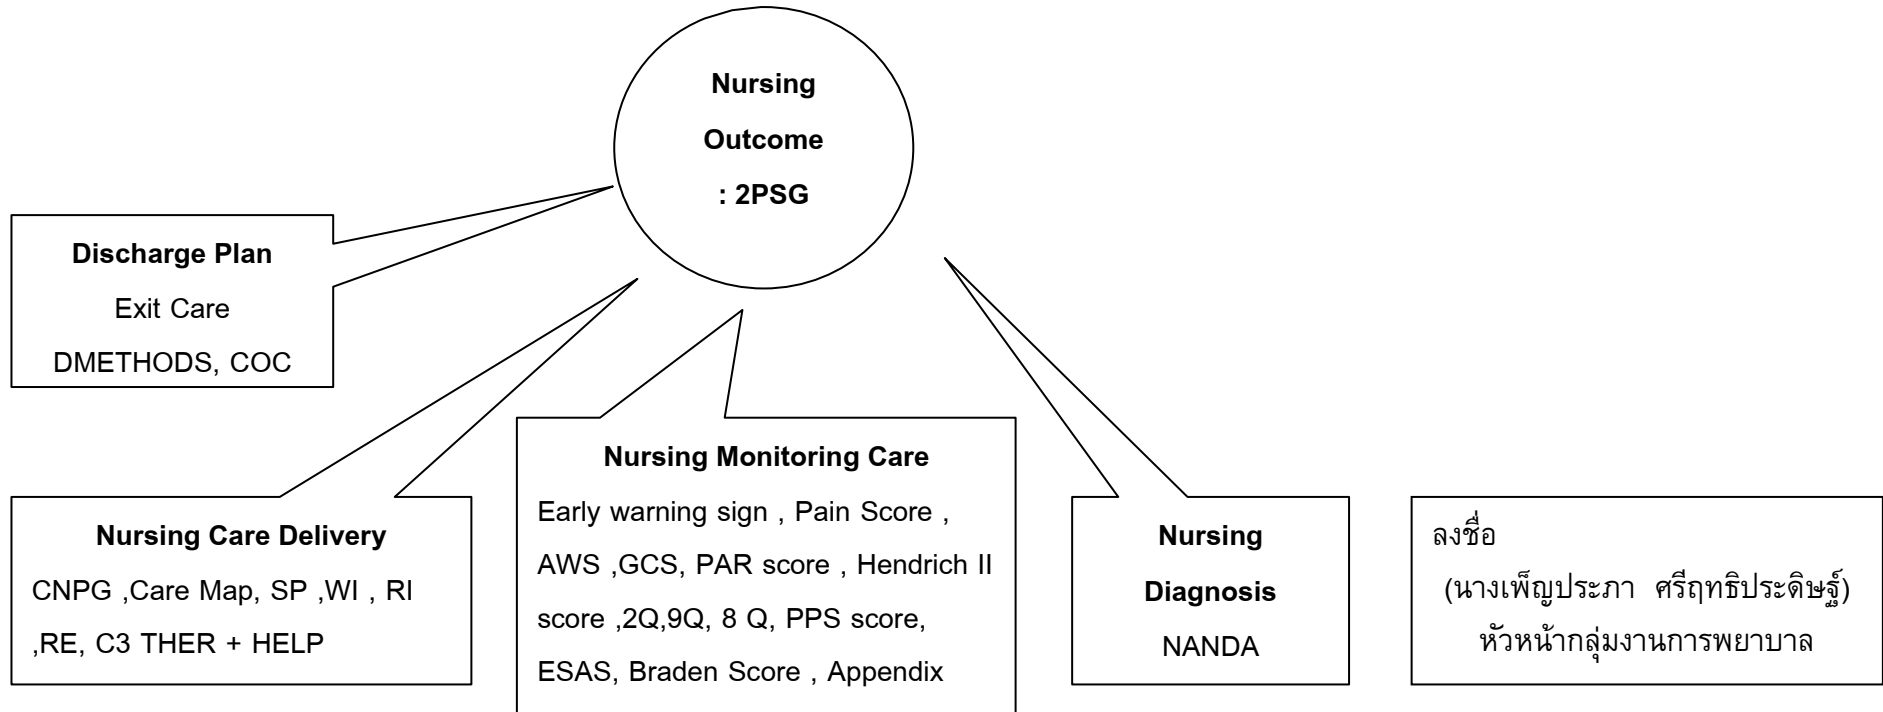 Nursing
Outcome
: 2PSG
Discharge Plan
Exit Care
DMETHODS, COC
Nursing Care Delivery
CNPG ,Care Map, SP ,WI , RI
,RE, C3 THER + HELP
Nursing Monitoring Care
Early warning sign , Pain Score ,
AWS ,GCS, PAR score , Hendrich II
score ,2Q,9Q, 8 Q, PPS score,
ESAS, Braden Score , Appendix
Nursing
Diagnosis
NANDA
ลงชื่อ
(นางเพ็ญประภา ศรีฤทธิประดิษฐ์)
หัวหน้ากลุ่มงานการพยาบาล